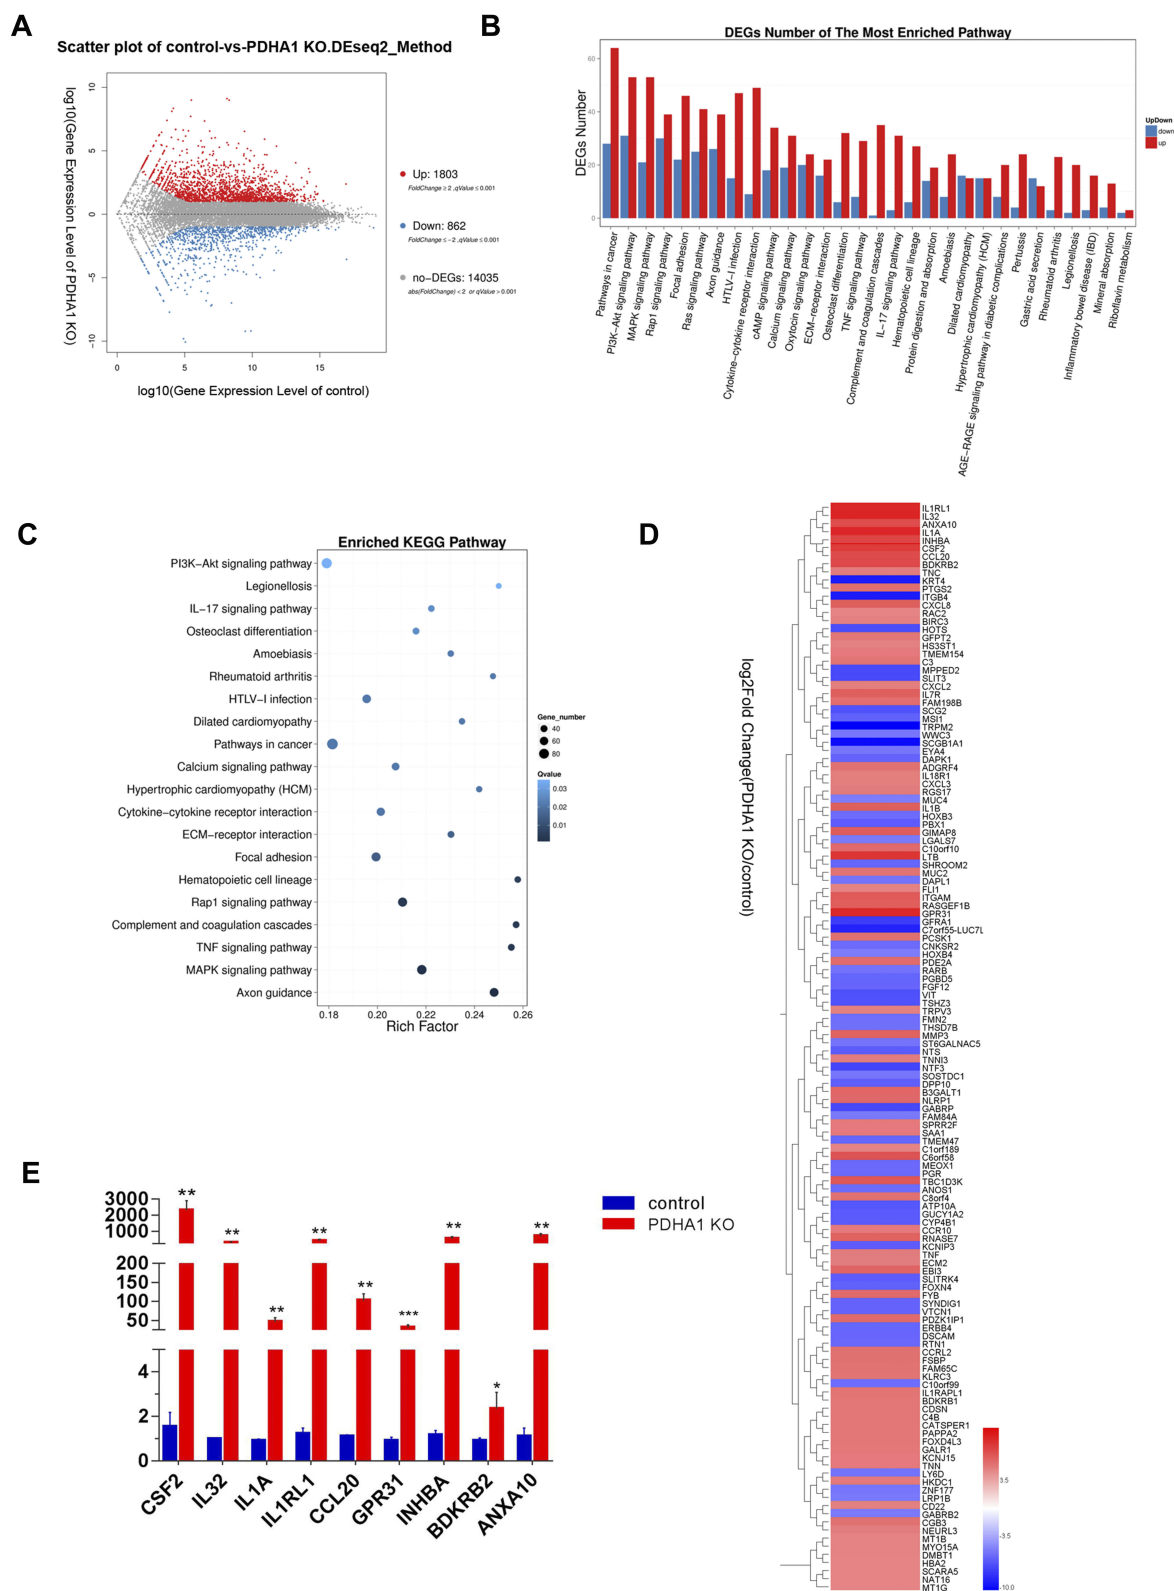 A
Scatter plot of control-vs-PDHA1 KO.DEseq2_Method
log10(Gene Expression Level of PDHA1 KO)
10
5
0
-5
-10
0
5
10
15
log10(Gene Expression Level of control)
Up: 1803
FoldChange ≥ 2 ,qValue ≤ 0.001
Down: 862
FoldChange ≤ −2 ,qValue ≤ 0.001
no-DEGs: 14035
abs(FoldChange) < 2 or qValue > 0.001
B
DEGs Number of The Most Enriched Pathway
DEGs Number
60
40
20
0
UpDown
down
up
Pathways in cancer
PI3K−Akt signaling pathway
MAPK signaling pathway
Rap1 signaling pathway
Focal adhesion
Ras signaling pathway
Axon guidance
HTLV−I infection
Cytokine−cytokine receptor interaction
cAMP signaling pathway
Calcium signaling pathway
Oxytocin signaling pathway
ECM−receptor interaction
Osteoclast differentiation
TNF signaling pathway
Complement and coagulation cascades
IL−17 signaling pathway
Hematopoietic cell lineage
Protein digestion and absorption
Amoebiasis
Dilated cardiomyopathy
Hypertrophic cardiomyopathy (HCM)
AGE−RAGE signaling pathway in diabetic complications
Pertussis
Gastric acid secretion
Rheumatoid arthritis
Legionellosis
Inflammatory bowel disease (IBD)
Mineral absorption
Riboflavin metabolism
C
Enriched KEGG Pathway
PI3K−Akt signaling pathway
Legionellosis
IL−17 signaling pathway
Osteoclast differentiation
Amoebiasis
Rheumatoid arthritis
HTLV−I infection
Dilated cardiomyopathy
Pathways in cancer
Calcium signaling pathway
Hypertrophic cardiomyopathy (HCM)
Cytokine−cytokine receptor interaction
ECM−receptor interaction
Focal adhesion
Hematopoietic cell lineage
Rap1 signaling pathway
Complement and coagulation cascades
TNF signaling pathway
MAPK signaling pathway
Axon guidance
0.18
0.20
0.22
0.24
0.26
Rich Factor
Gene_number
40
60
80
Qvalue
0.03
0.02
0.01
D
log2Fold Change(PDHA1 KO/control)
IL1RL1
IL32
ANXA10
IL1A
INHBA
CSF2
CCL20
BDKRB2
TNC
KRT4
PTGS2
ITGB4
CXCL8
RAC2
BIRC3
HOTS
GFPT2
HS3ST1
TMEM154
C3
MPPED2
SLIT3
CXCL2
IL7R
FAM198B
SCG2
MSI1
TRPM2
WWC3
SCGB1A1
EYA4
DAPK1
ADGRF4
IL18R1
CXCL3
RGS17
MUC4
IL1B
HOXB3
PBX1
GIMAP8
LGALS7
C10orf10
LTB
SHROOM2
MUC2
DAPL1
FLI1
ITGAM
RASGEF1B
GPR31
GFRA1
C7orf55-LUC7L
PCSK1
CNKSR2
HOXB4
PDE2A
RARB
PGBD5
FGF12
VIT
TSHZ3
TRPV3
FMN2
THSD7B
MMP3
ST6GALNAC5
NTS
TNNI3
NTF3
SOSTDC1
DPP10
B3GALT1
NLRP1
GABRP
FAM84A
SPRR2F
SAA1
TMEM47
C1orf189
C6orf58
MEOX1
PGR
TBC1D3K
ANOS1
C8orf4
ATP10A
GUCY1A2
CYP4B1
CCR10
RNASE7
KCNIP3
TNF
ECM2
EBI3
SLITRK4
FOXN4
FYB
SYNDIG1
VTCN1
PDZK1IP1
ERBB4
DSCAM
RTN1
CCRL2
FSBP
FAM65C
KLRC3
C10orf99
IL1RAPL1
BDKRB1
CDSN
C4B
CATSPER1
PAPPA2
FOXD4L3
GALR1
KCNJ15
TNN
LY6D
HKDC1
ZNF177
LRP1B
CD22
GABRB2
CGB3
NEURL3
MT1B
MYO15A
DMBT1
HBA2
SCARA5
NAT16
MT1G
3.5
-3.5
-10.0
E
3000
2000
1000
200
150
100
50
4
2
0
**
**
**
**
**
***
**
*
**
control
PDHA1 KO
CSF2
IL32
IL1A
IL1RL1
CCL20
GPR31
INHBA
BDKRB2
ANXA10